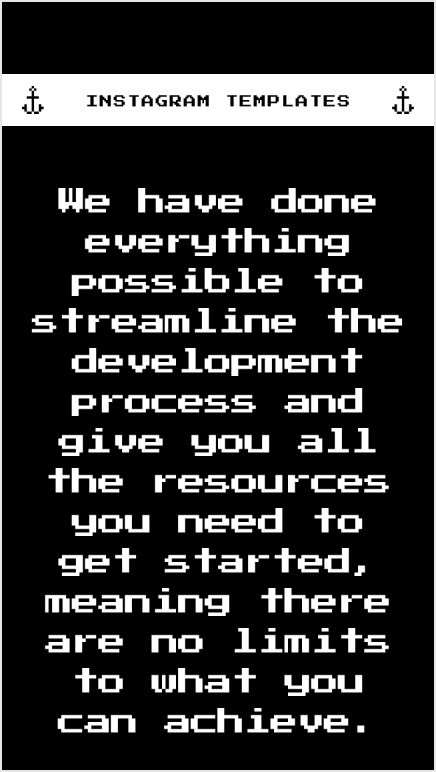 INSTAGRAM TEMPLATES
We have done
everything
possible to
streamline the
development
process and
give you all
the resources
you need to
get started,
meaning there
are no limits
to what you
can achieve.